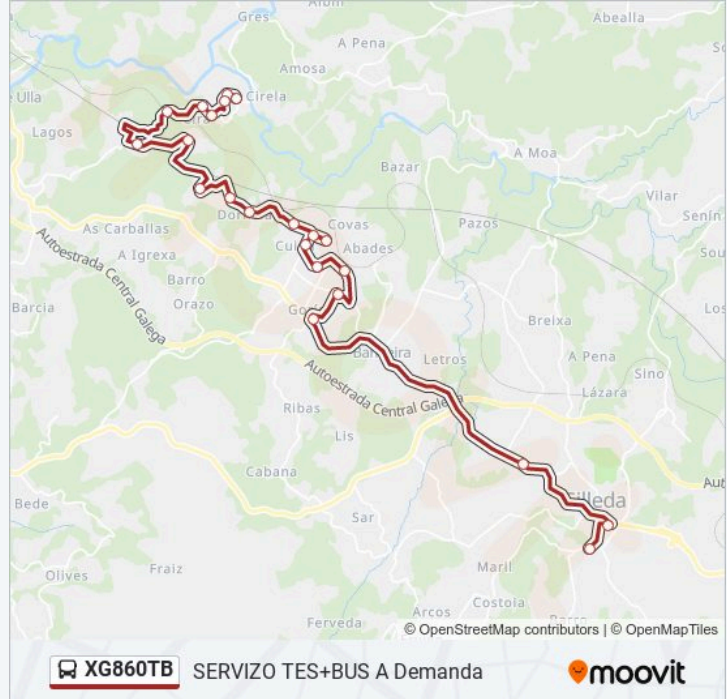 Gres
Abealla
A Pena
Amosa
Cirela
e Ulla
Lagos
A Moa
Bazar
Vilar
Senín
Covas
Pazos
As Carballas
Abades
A Igrexa
Autoestrada Central Galega
Barro
Orazo
Barcia
Breixa
Letros
A Pena
Sino
Autoestrada Central Galega
Lázara
Ribas
Lis
Cabana
Aut
Silleda
Bede
Sar
Olives
Fraiz
Maril
Costoia
Arcos
Ferveda
© OpenStreetMap contributors | © OpenMapTiles
XG860TB SERVIZO TES+BUS A Demanda
moovit